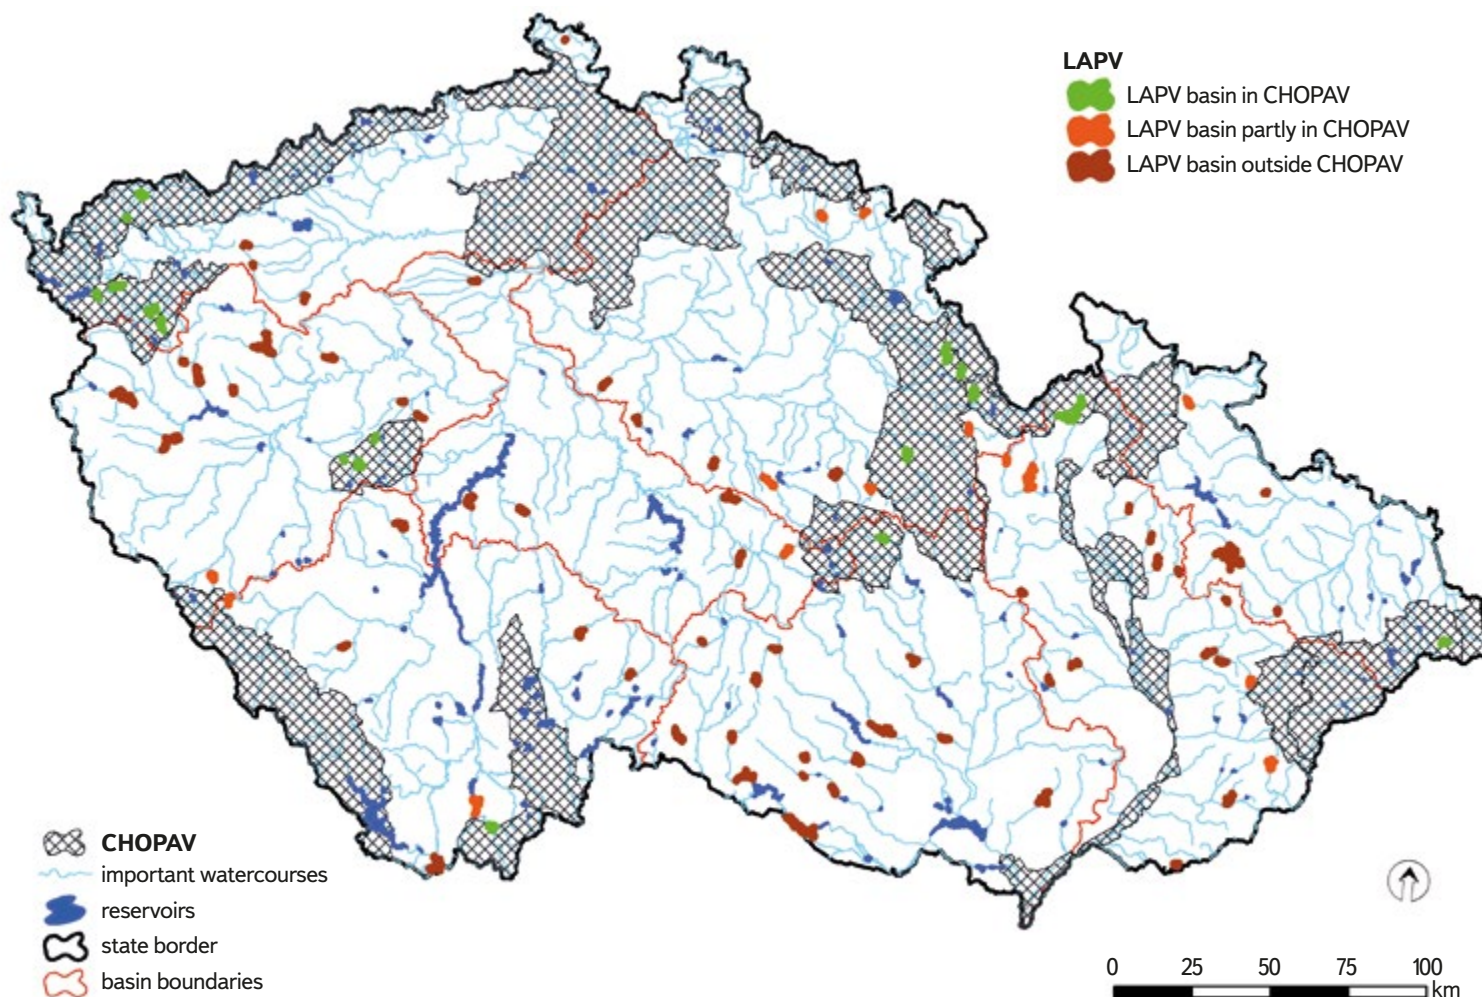 LAPV
LAPV basin in CHOPAV
LAPV basin partly in CHOPAV
LAPV basin outside CHOPAV
CHOPAV
important watercourses
reservoirs
state border
basin boundaries
0 25 50 75 100
km